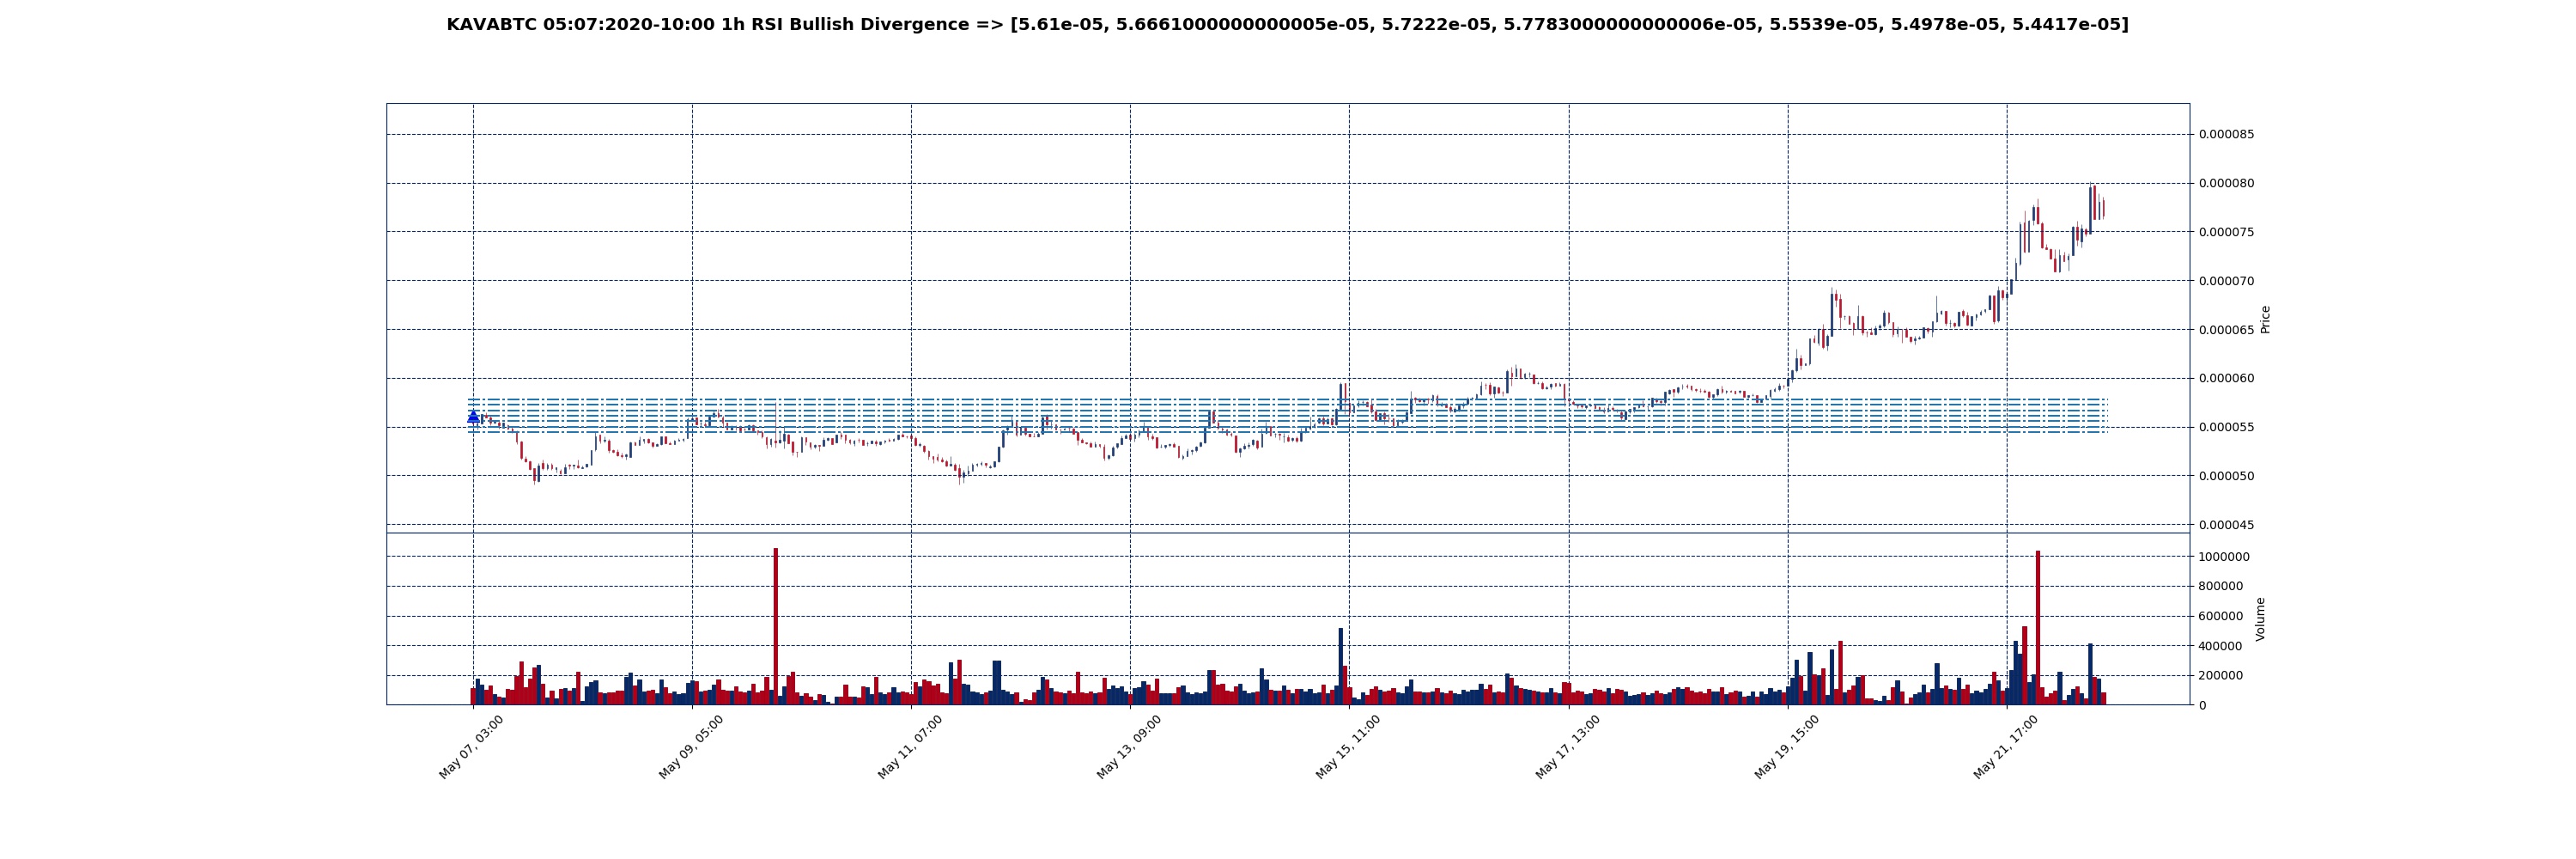 KAVABTC 05:07:2020-10:00 1h RSI Bullish Divergence => [5.61e-05, 5.6661000000000005e-05, 5.7222e-05, 5.7783000000000006e-05, 5.5539e-05, 5.4978e-05, 5.4417e-05]
0.000085
0.000080
0.000075
0.000070
0.000065
0.000060
0.000055
0.000050
0.000045
Price
1000000
800000
600000
400000
200000
0
Volume
May 07, 03:00
May 09, 05:00
May 11, 07:00
May 13, 09:00
May 15, 11:00
May 17, 13:00
May 19, 15:00
May 21, 17:00